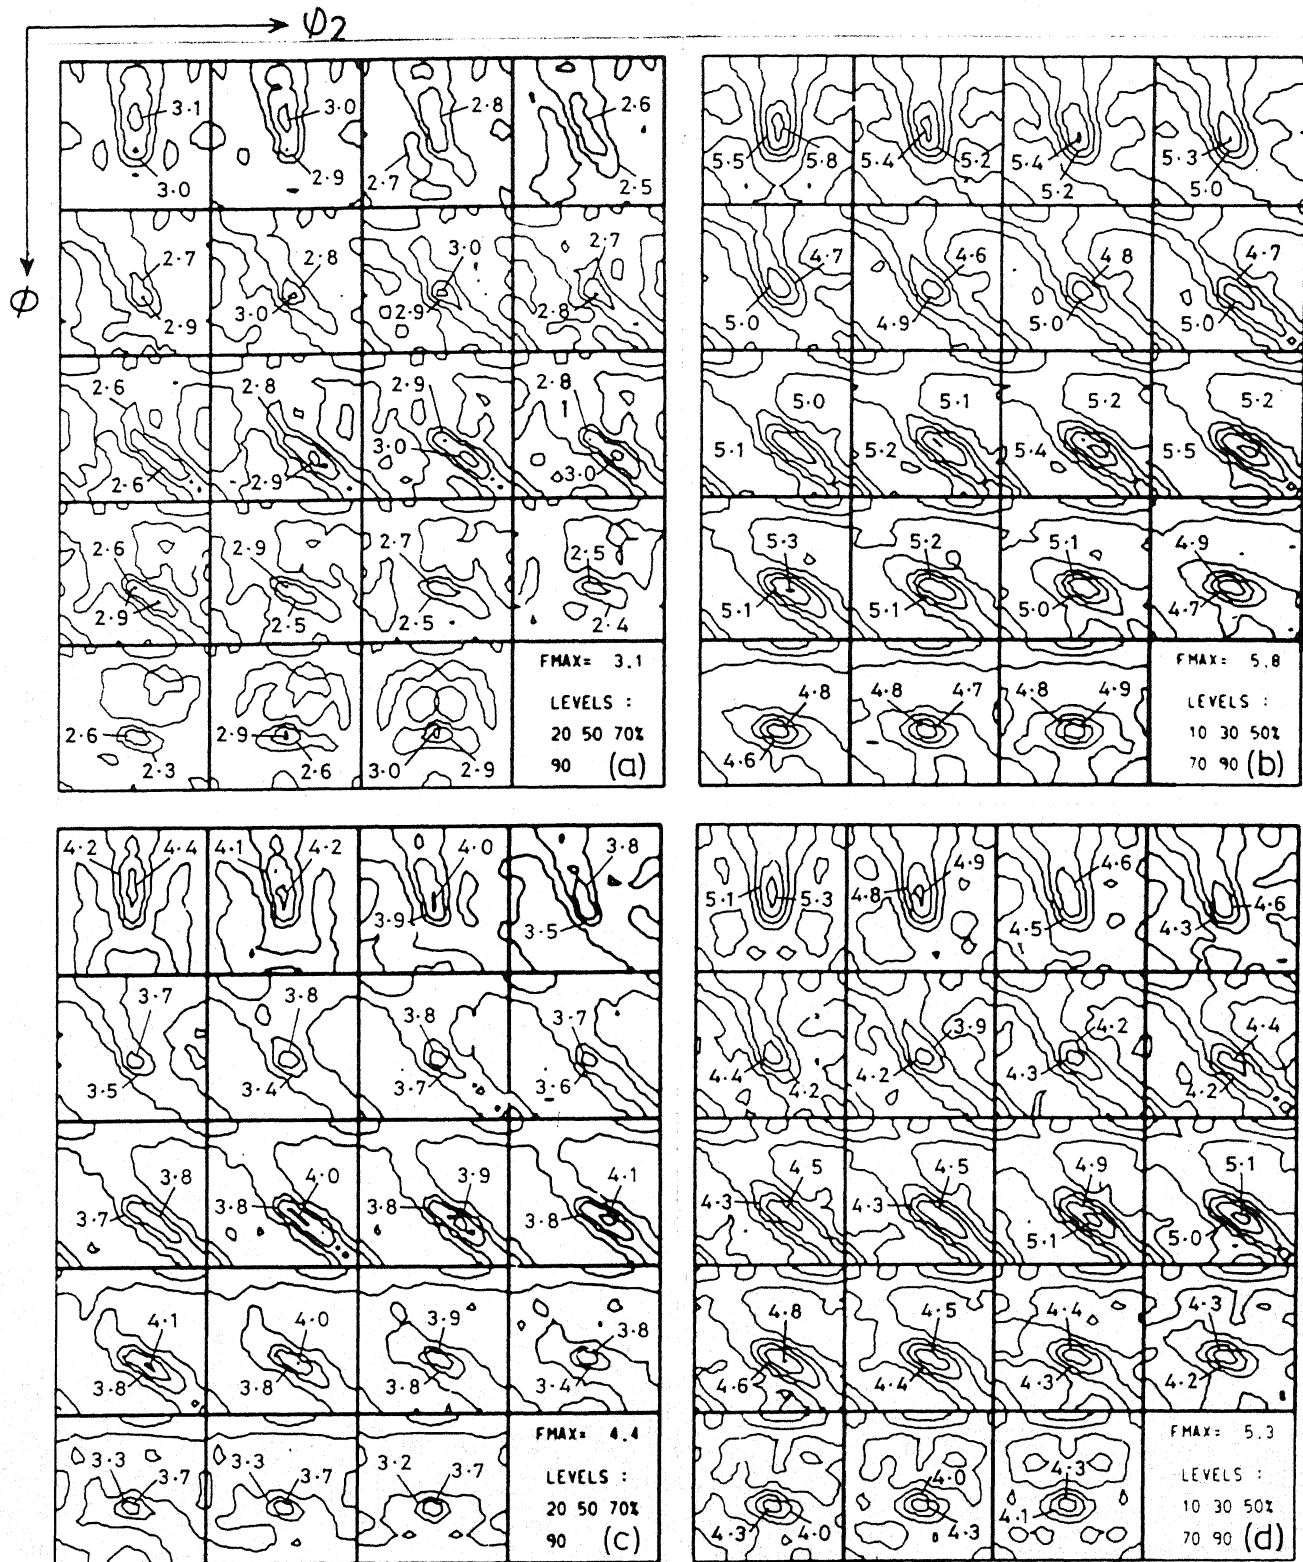 φ2
φ
3.1 3.0 2.8 2.6
3.0 2.9 2.7 2.5
2.7 2.8 3.0 2.7
2.9 3.0 2.9 2.8
2.6 2.8 2.9 2.8
2.6 2.9 3.0 3.0
2.6 2.9 2.7 2.5
2.9 2.5 2.5 2.4
2.6 2.9
2.3 2.6 3.0 2.9
FMAX= 3.1
LEVELS :
20 50 70%
90 (a)
5.5 5.8 5.4 5.2 5.4 5.3
5.2 5.0
4.7 4.6 4.8 4.7
5.0 4.9 5.0 5.0
5.0 5.1 5.2 5.2
5.1 5.2 5.4 5.5
5.3 5.2 5.1 4.9
5.1 5.1 5.0 4.7
4.8 4.8 4.7 4.8 4.9
4.6
FMAX= 5.8
LEVELS :
10 30 50%
70 90 (b)
4.2 4.4 4.1 4.2 4.0 3.8
3.9 3.5
3.7 3.8 3.8 3.7
3.5 3.4 3.7 3.6
3.8 4.0 3.9 4.1
3.7 3.8 3.8 3.8
4.1 4.0 3.9 3.8
3.8 3.8 3.8 3.4
3.3 3.7 3.3 3.7 3.2 3.7
FMAX= 4.4
LEVELS :
20 50 70%
90 (c)
5.1 5.3 4.8 4.9 4.6 4.6
4.5 4.3
3.9 4.2 4.4
4.4 4.2 4.2 4.3 4.2
4.5 4.5 4.9 5.1
4.3 4.3 5.1 5.0
4.8 4.5 4.4 4.3
4.6 4.4 4.3 4.2
4.0 4.3
4.3 4.0 4.3 4.1
FMAX= 5.3
LEVELS :
10 30 50%
70 90 (d)